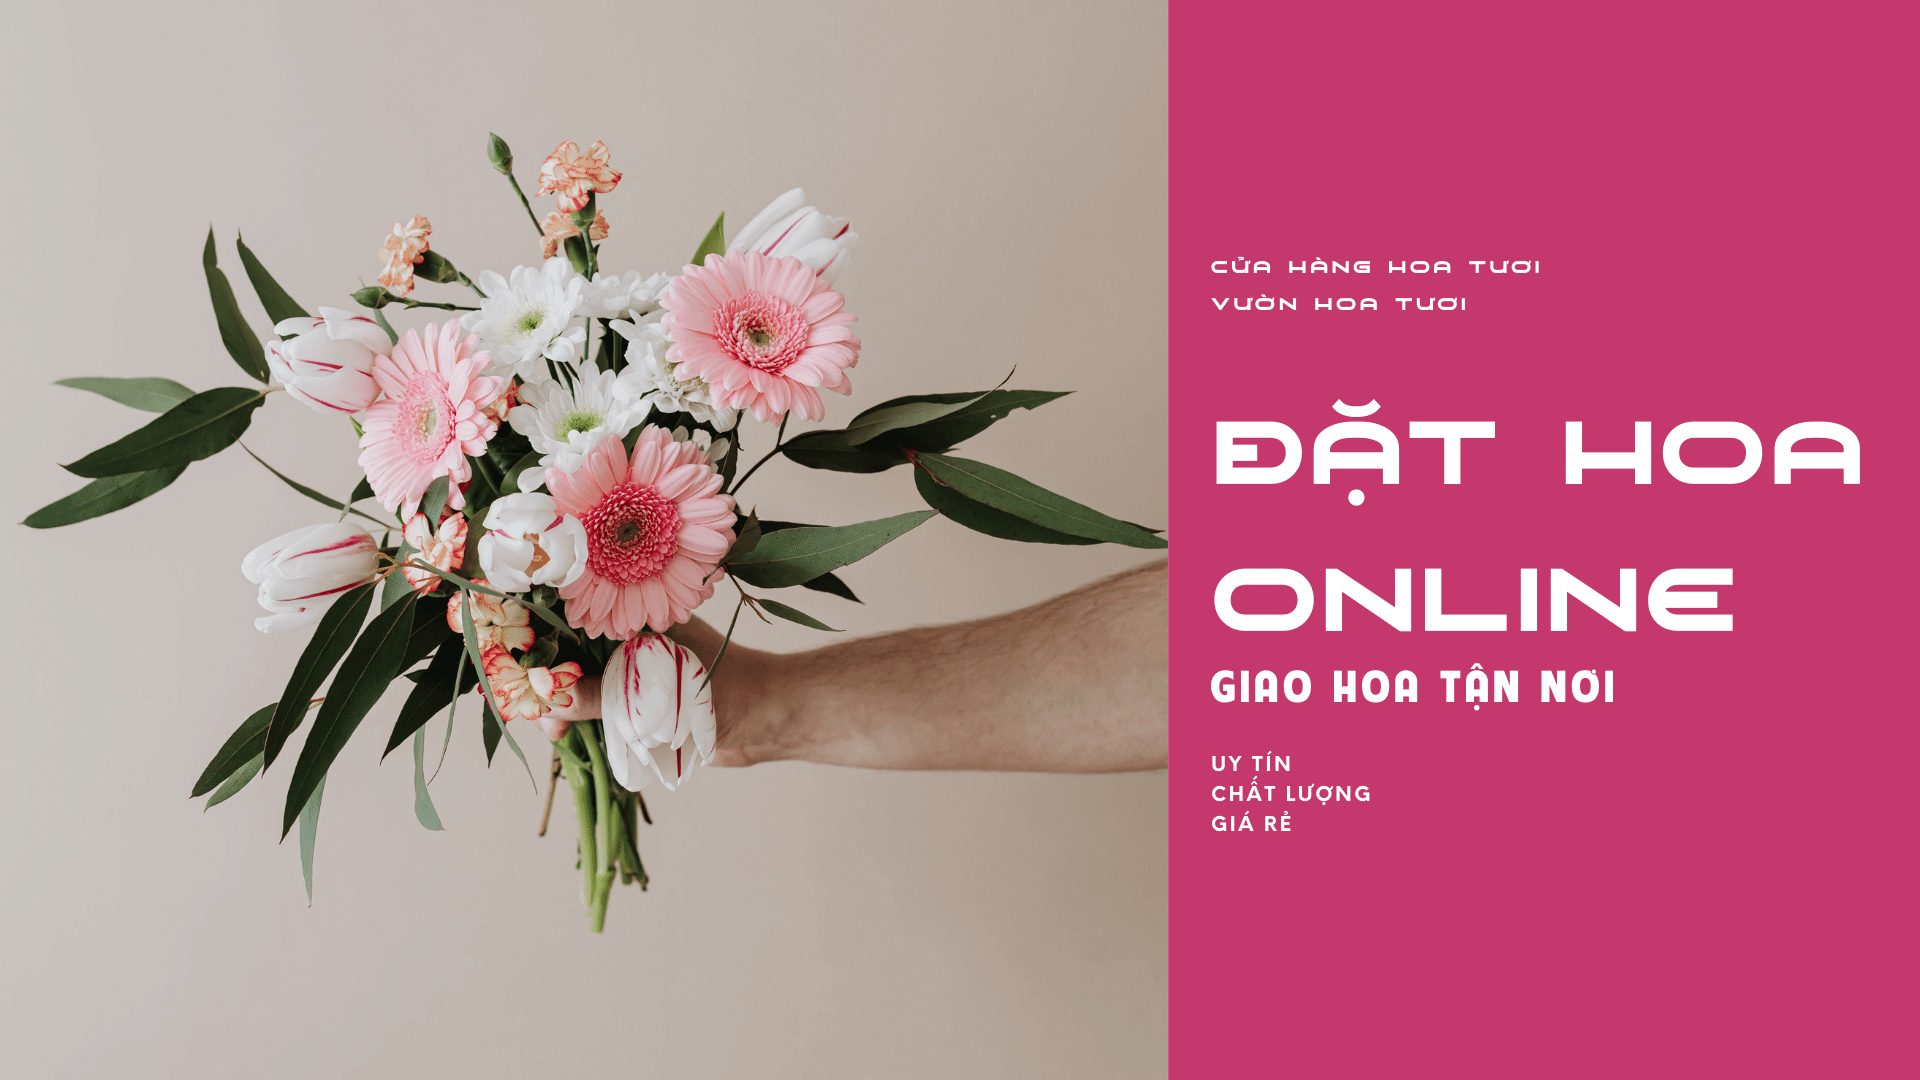 CỬA HÀNG HOA TƯƠI
VƯỜN HOA TƯƠI
ĐẶT HOA
ONLINE
GIAO HOA TẬN NƠI
UY TÍN
CHẤT LƯỢNG
GIÁ RẺ